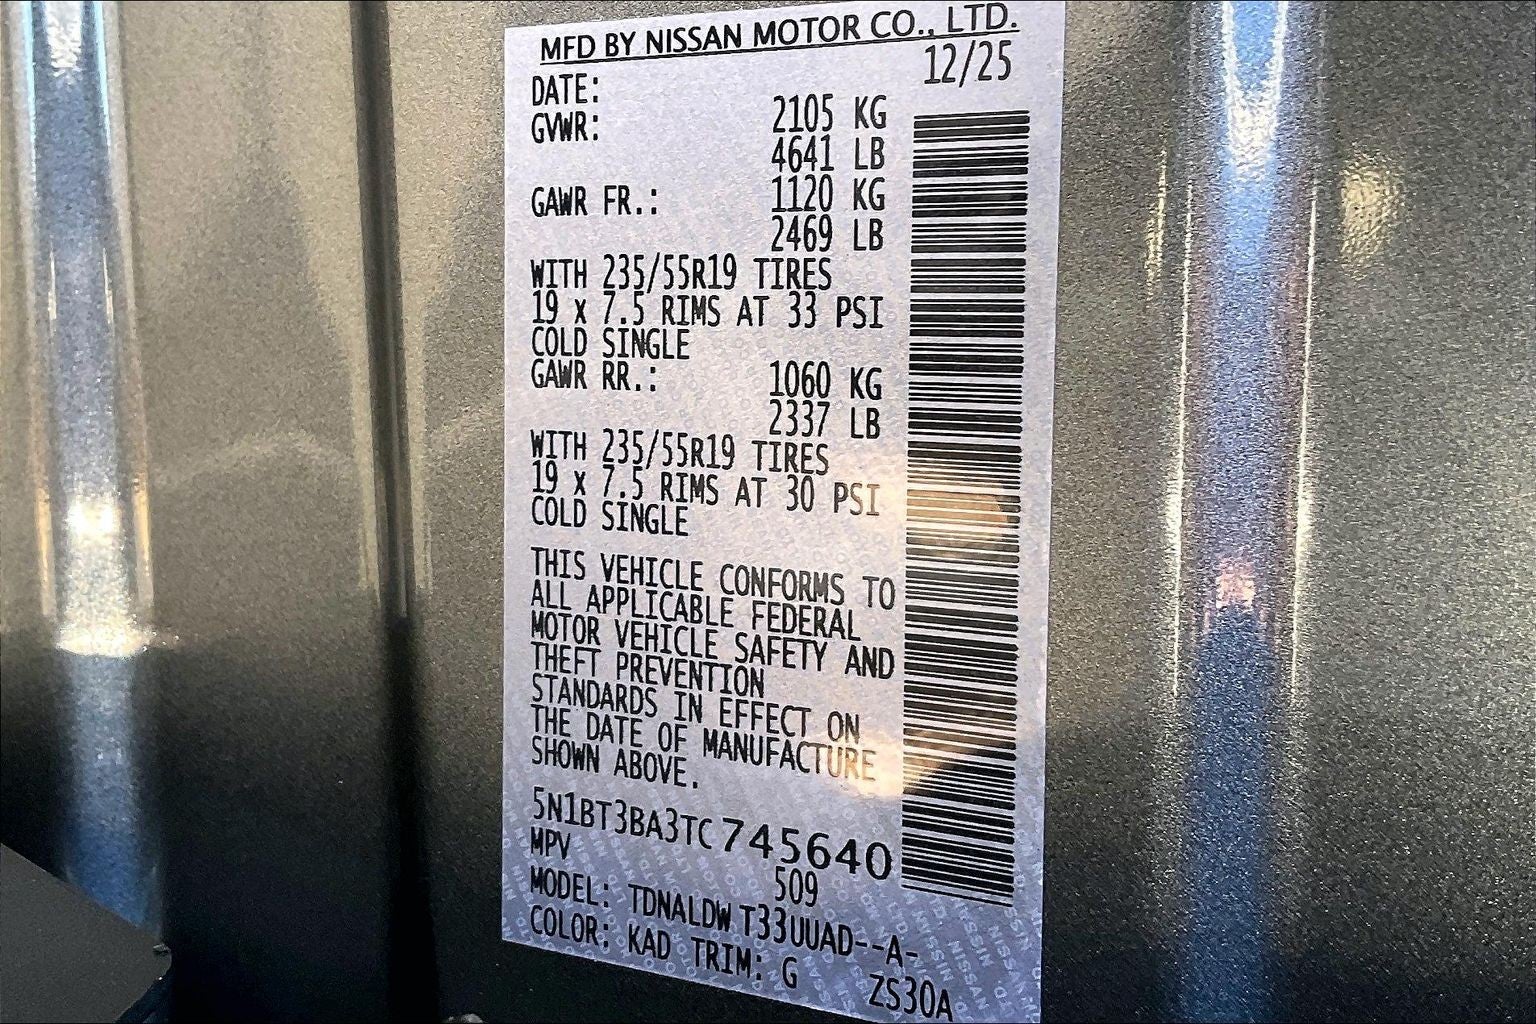 MFD BY NISSAN MOTOR CO., LTD.
DATE: 12/25
GVWR: 2105 KG
4641 LB
GAWR FR.: 1120 KG
2469 LB
WITH 235/55R19 TIRES
19 x 7.5 RIMS AT 33 PSI
COLD SINGLE
GAWR RR.: 1060 KG
2337 LB
WITH 235/55R19 TIRES
19 x 7.5 RIMS AT 30 PSI
COLD SINGLE
THIS VEHICLE CONFORMS TO
ALL APPLICABLE FEDERAL
MOTOR VEHICLE SAFETY AND
THEFT PREVENTION
STANDARDS IN EFFECT ON
THE DATE OF MANUFACTURE
SHOWN ABOVE.
5N1BT3BA3TC745640
MPV 509
MODEL: TDNALDW T33UUAD--A-
COLOR: KAD TRIM: G ZS30A